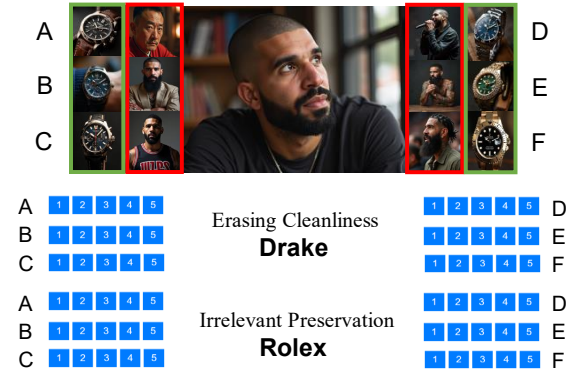 A D
B E
C F
A 1 2 3 4 5 1 2 3 4 5 D
B 1 2 3 4 5 Erasing Cleanliness 1 2 3 4 5 E
Drake
C 1 2 3 4 5 1 2 3 4 5 F
A 1 2 3 4 5 1 2 3 4 5 D
B 1 2 3 4 5 Irrelevant Preservation 1 2 3 4 5 E
Rolex
C 1 2 3 4 5 1 2 3 4 5 F